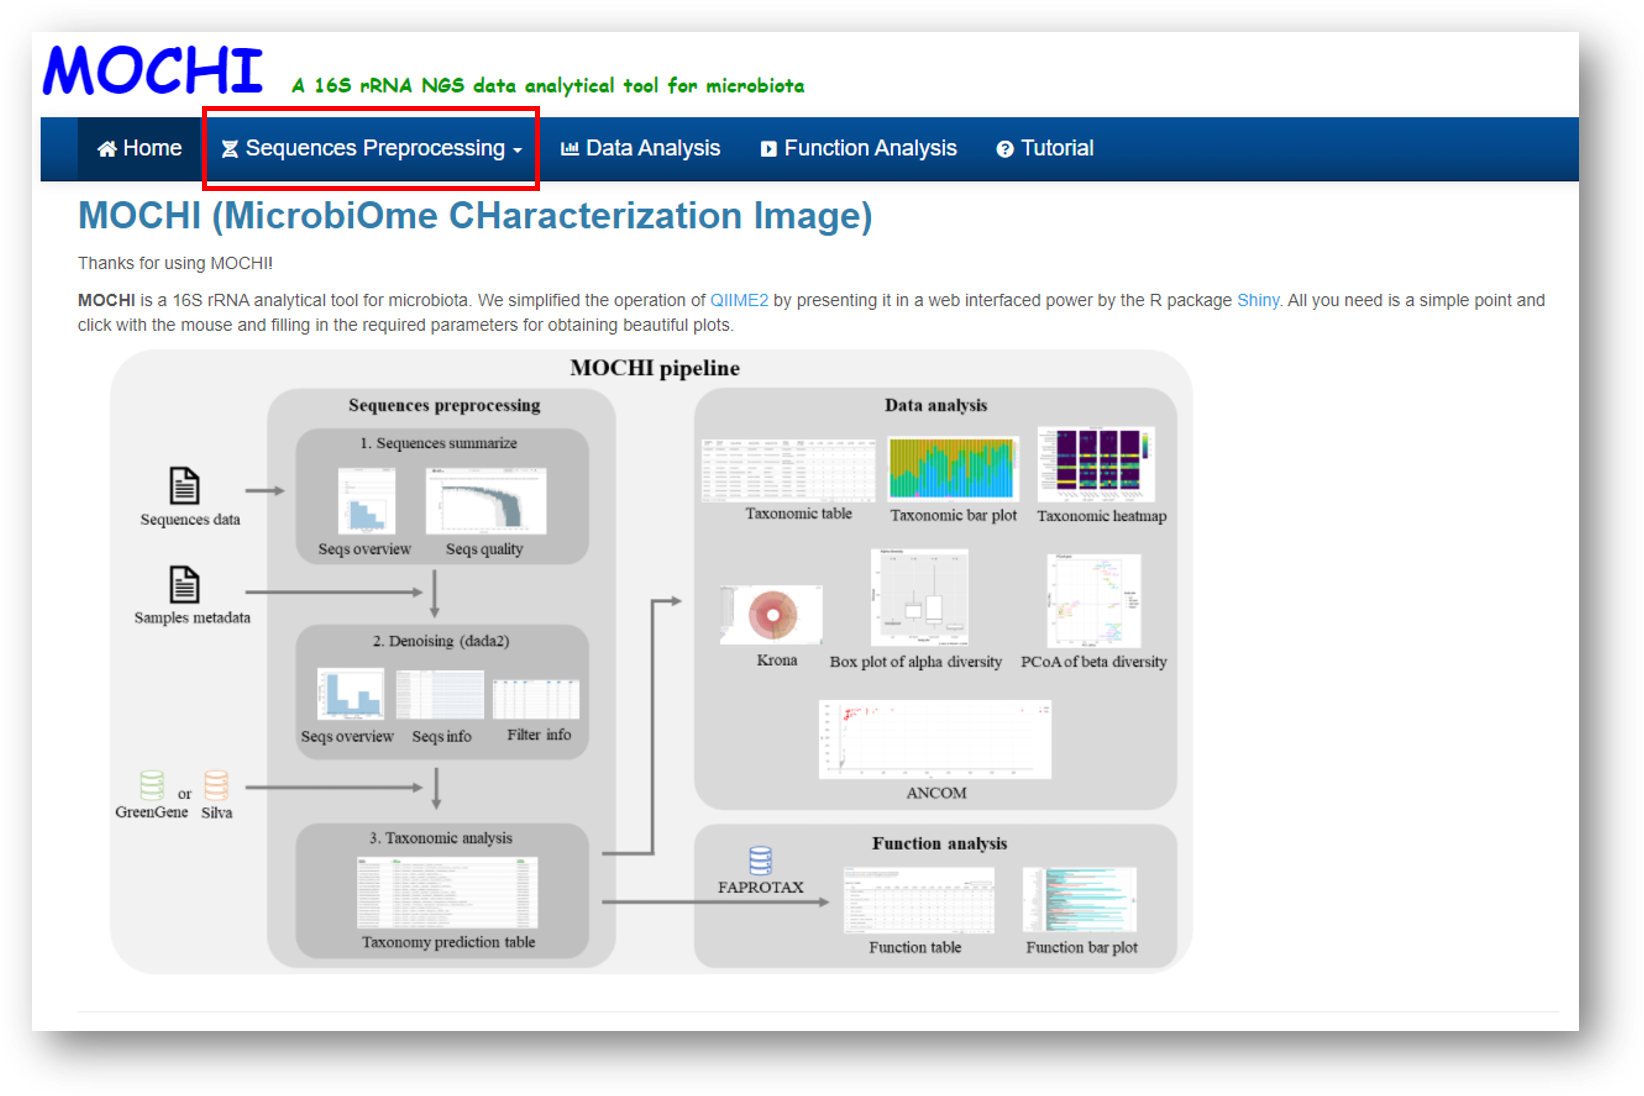 MOCHI A 16S rRNA NGS data analytical tool for microbiota
Home Sequences Preprocessing Data Analysis Function Analysis Tutorial
MOCHI (MicrobiOme CHaracterization Image)
Thanks for using MOCHI!
MOCHI is a 16S rRNA analytical tool for microbiota. We simplified the operation of QIIME2 by presenting it in a web interfaced power by the R package Shiny. All you need is a simple point and
click with the mouse and filling in the required parameters for obtaining beautiful plots.
MOCHI pipeline
Sequences preprocessing
1. Sequences summarize
Sequences data
Seqs overview Seqs quality
Samples metadata
2. Denoising (dada2)
Seqs overview Seqs info Filter info
GreenGene or Silva
3. Taxonomic analysis
Taxonomy prediction table
Data analysis
Taxonomic table Taxonomic bar plot Taxonomic heatmap
Krona Box plot of alpha diversity PCoA of beta diversity
ANCOM
Function analysis
FAPROTAX
Function table Function bar plot